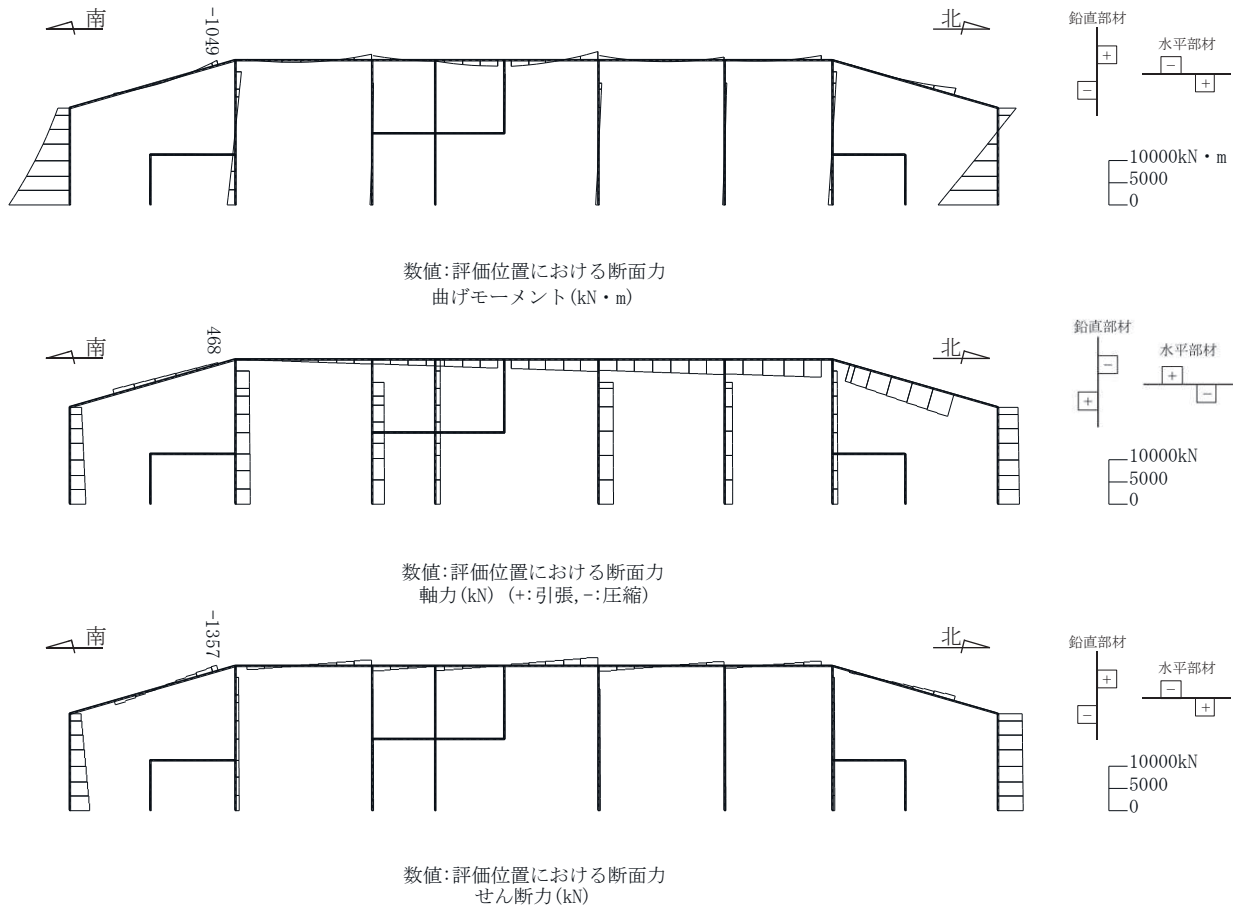 南
-1049
北
鉛直部材
+
−
水平部材
−
+
10000kN・m
5000
0
数値:評価位置における断面力
曲げモーメント(kN・m)
南
468
北
鉛直部材
−
+
水平部材
+
−
10000kN
5000
0
数値:評価位置における断面力
軸力(kN) (+:引張,-:圧縮)
南
-1357
北
鉛直部材
+
−
水平部材
−
+
10000kN
5000
0
数値:評価位置における断面力
せん断力(kN)